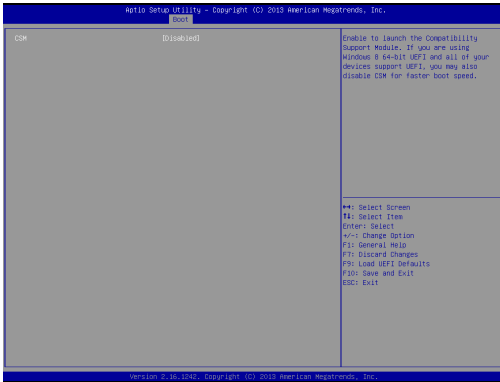 Aptio Setup Utility – Copyright (C) 2013 American Megatrends, Inc.
Boot
CSM [Disabled]
Enable to launch the Compatibility
Support Module. If you are using
Windows 8 64-bit UEFI and all of your
devices support UEFI, you may also
disable CSM for faster boot speed.
↔: Select Screen
↑↓: Select Item
Enter: Select
+/-: Change Option
F1: General Help
F7: Discard Changes
F9: Load UEFI Defaults
F10: Save and Exit
ESC: Exit
Version 2.16.1242. Copyright (C) 2013 American Megatrends, Inc.